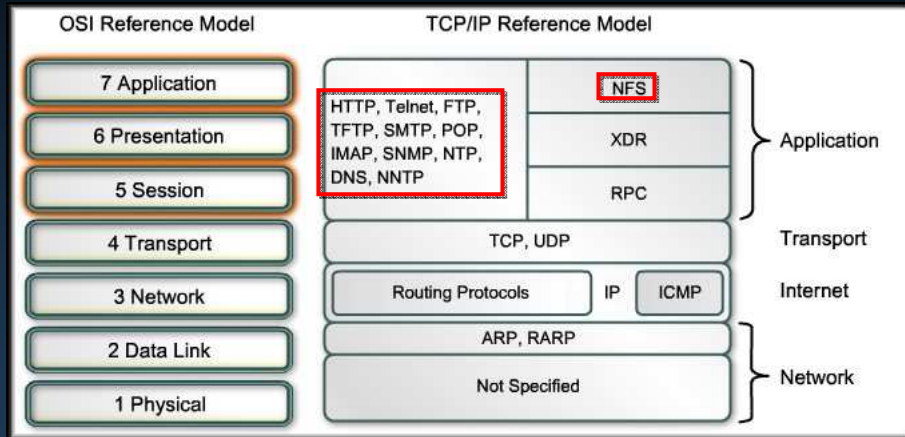 OSI Reference Model
TCP/IP Reference Model
7 Application
6 Presentation
5 Session
4 Transport
3 Network
2 Data Link
1 Physical
HTTP, Telnet, FTP,
TFTP, SMTP, POP,
IMAP, SNMP, NTP,
DNS, NNTP
NFS
XDR
RPC
Application
TCP, UDP
Transport
Routing Protocols
IP
ICMP
Internet
ARP, RARP
Not Specified
Network